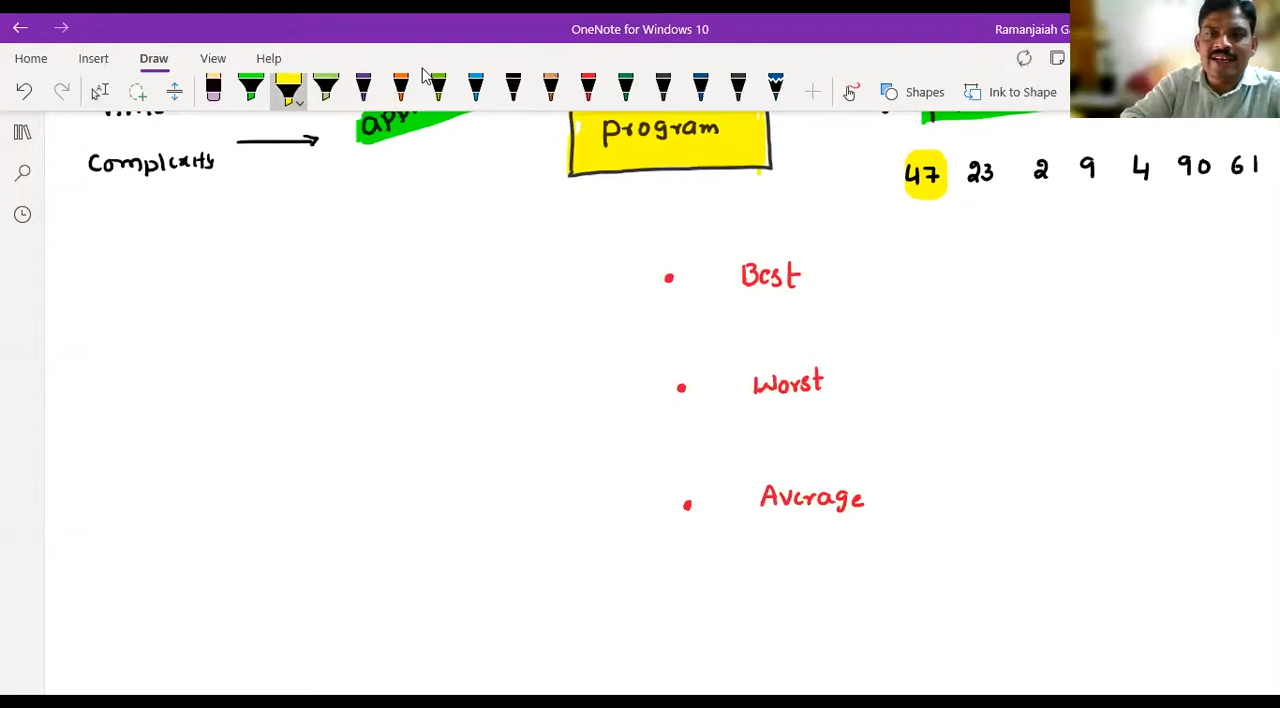 OneNote for Windows 10
Ramanjaiah G
Home Insert Draw View Help
Ink to Shape
Shapes
program
Complexity
47 23 2 9 4 90 61
• Best
• Worst
• Average